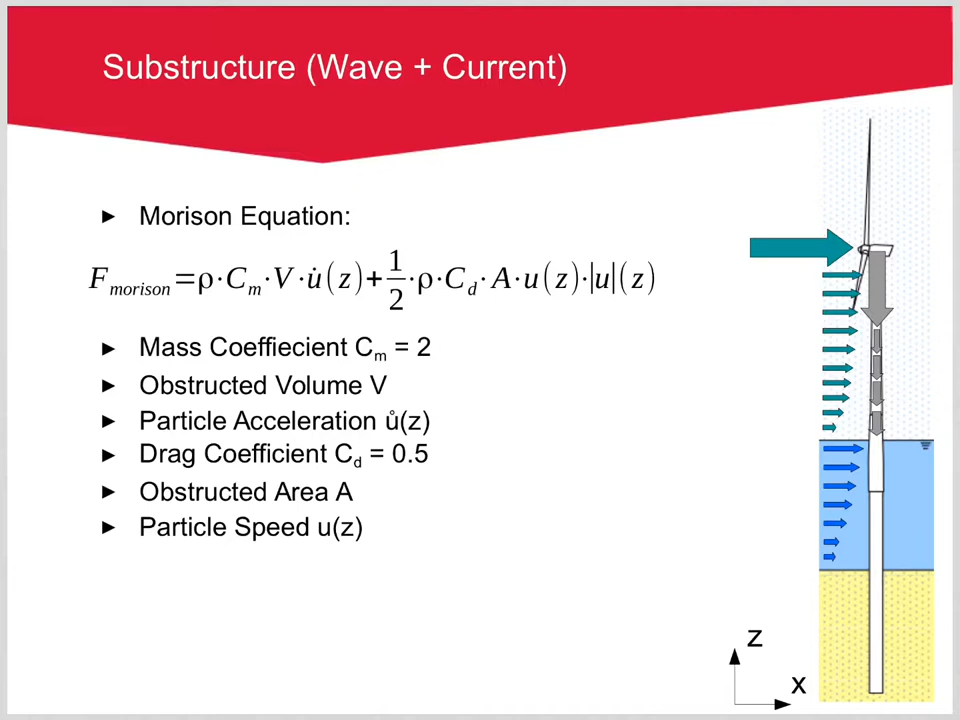 Substructure (Wave + Current)
► Morison Equation:
F_morison = ρ·C_m·V·u̇(z) + 1/2·ρ·C_d·A·u(z)·|u|(z)
► Mass Coeffiecient C_m = 2
► Obstructed Volume V
► Particle Acceleration ů(z)
► Drag Coefficient C_d = 0.5
► Obstructed Area A
► Particle Speed u(z)
z
x